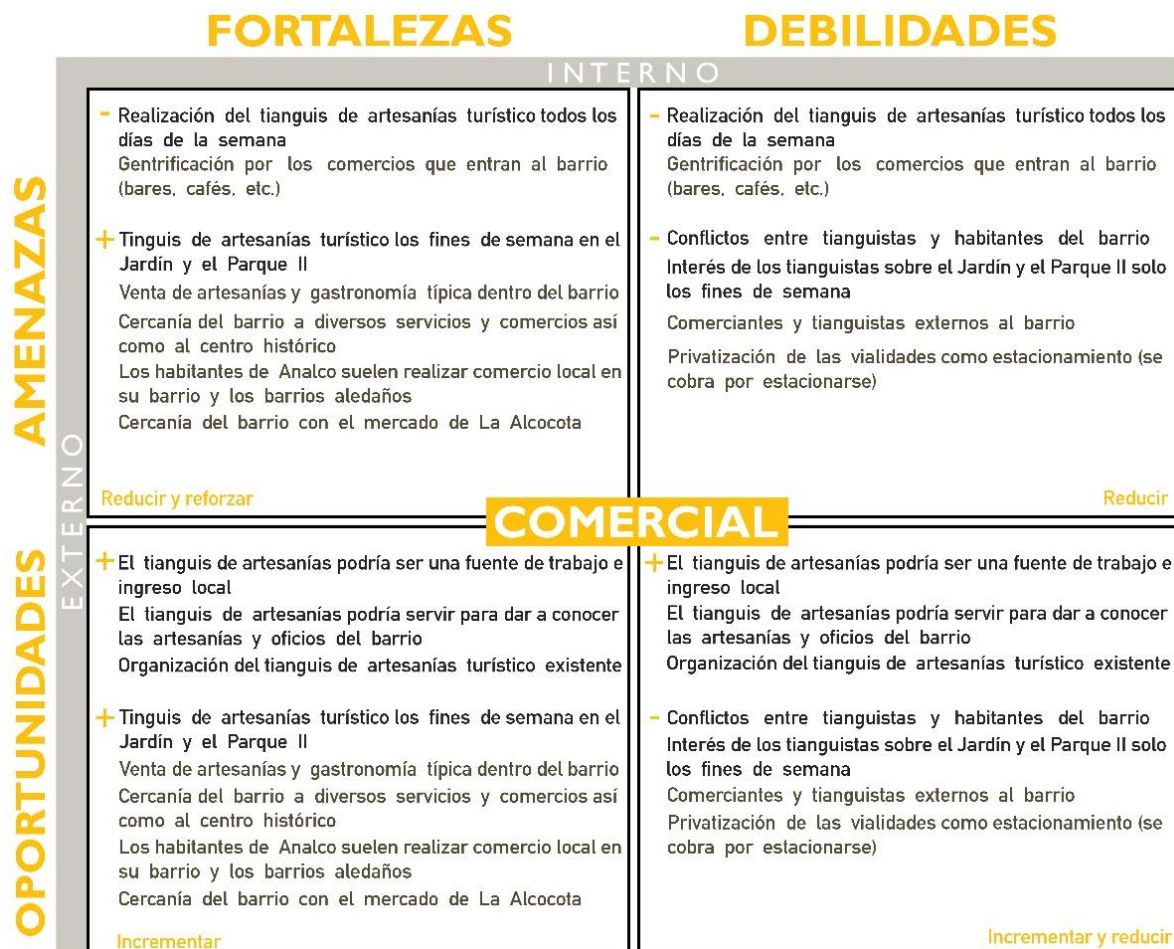 FORTALEZAS
DEBILIDADES
INTERNO
AMENAZAS
EXTERNO
- Realización del tianguis de artesanías turístico todos los
días de la semana
Gentrificación por los comercios que entran al barrio
(bares, cafés, etc.)
+ Tinguis de artesanías turístico los fines de semana en el
Jardín y el Parque II
Venta de artesanías y gastronomía típica dentro del barrio
Cercanía del barrio a diversos servicios y comercios así
como al centro histórico
Los habitantes de Analco suelen realizar comercio local en
su barrio y los barrios aledaños
Cercanía del barrio con el mercado de La Alcocota
Reducir y reforzar
- Realización del tianguis de artesanías turístico todos los
días de la semana
Gentrificación por los comercios que entran al barrio
(bares, cafés, etc.)
- Conflictos entre tianguistas y habitantes del barrio
Interés de los tianguistas sobre el Jardín y el Parque II solo
los fines de semana
Comerciantes y tianguistas externos al barrio
Privatización de las vialidades como estacionamiento (se
cobra por estacionarse)
Reducir
COMERCIAL
OPORTUNIDADES
+ El tianguis de artesanías podría ser una fuente de trabajo e
ingreso local
El tianguis de artesanías podría servir para dar a conocer
las artesanías y oficios del barrio
Organización del tianguis de artesanías turístico existente
+ Tinguis de artesanías turístico los fines de semana en el
Jardín y el Parque II
Venta de artesanías y gastronomía típica dentro del barrio
Cercanía del barrio a diversos servicios y comercios así
como al centro histórico
Los habitantes de Analco suelen realizar comercio local en
su barrio y los barrios aledaños
Cercanía del barrio con el mercado de La Alcocota
Incrementar
+ El tianguis de artesanías podría ser una fuente de trabajo e
ingreso local
El tianguis de artesanías podría servir para dar a conocer
las artesanías y oficios del barrio
Organización del tianguis de artesanías turístico existente
- Conflictos entre tianguistas y habitantes del barrio
Interés de los tianguistas sobre el Jardín y el Parque II solo
los fines de semana
Comerciantes y tianguistas externos al barrio
Privatización de las vialidades como estacionamiento (se
cobra por estacionarse)
Incrementar y reducir